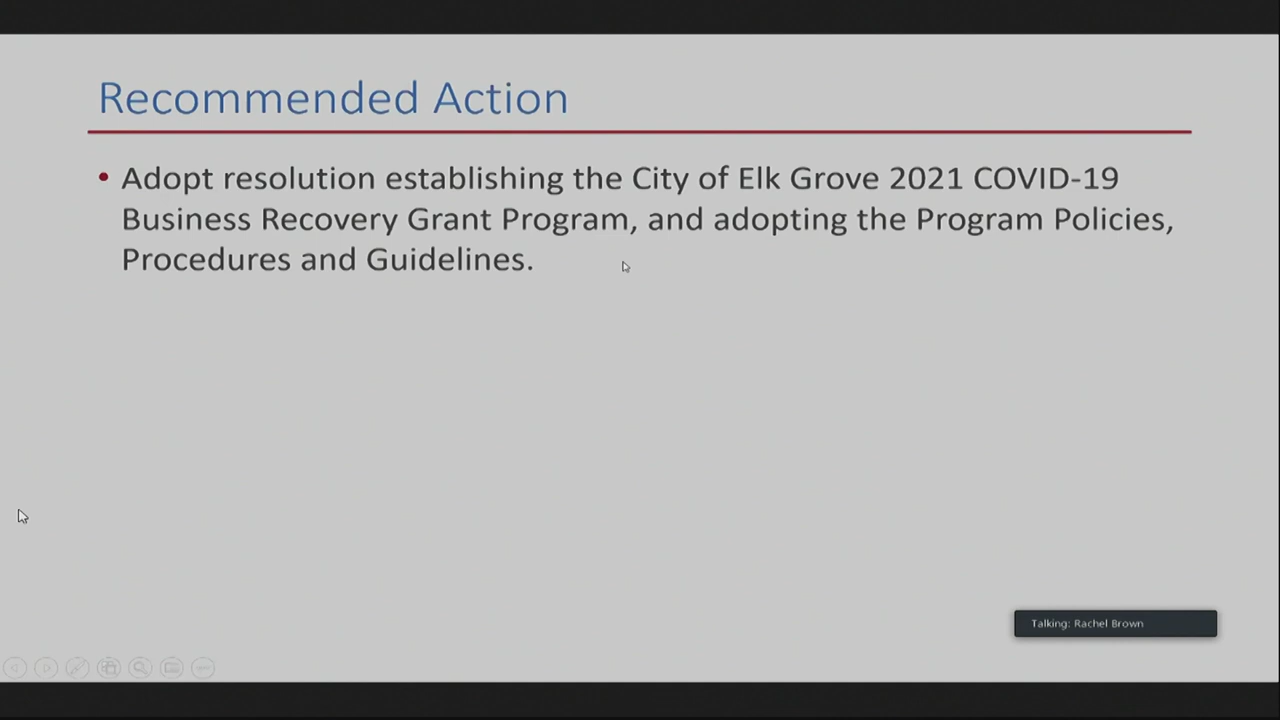 Recommended Action
• Adopt resolution establishing the City of Elk Grove 2021 COVID-19
Business Recovery Grant Program, and adopting the Program Policies,
Procedures and Guidelines.
Talking: Rachel Brown